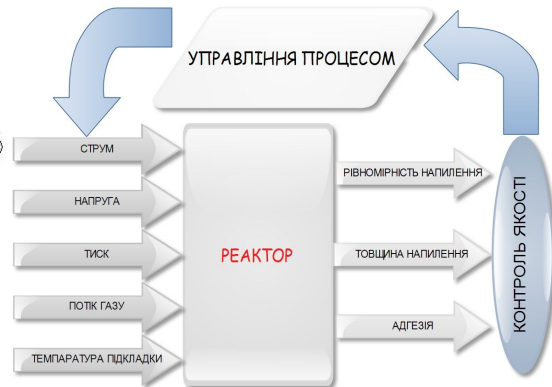 УПРАВЛІННЯ ПРОЦЕСОМ
СТРУМ
НАПРУГА
ТИСК
ПОТІК ГАЗУ
ТЕМПАРАТУРА ПІДКЛАДКИ
РЕАКТОР
РІВНОМІРНІСТЬ НАПИЛЕННЯ
ТОВЩИНА НАПИЛЕННЯ
АДГЕЗІЯ
КОНТРОЛЬ ЯКОСТІ